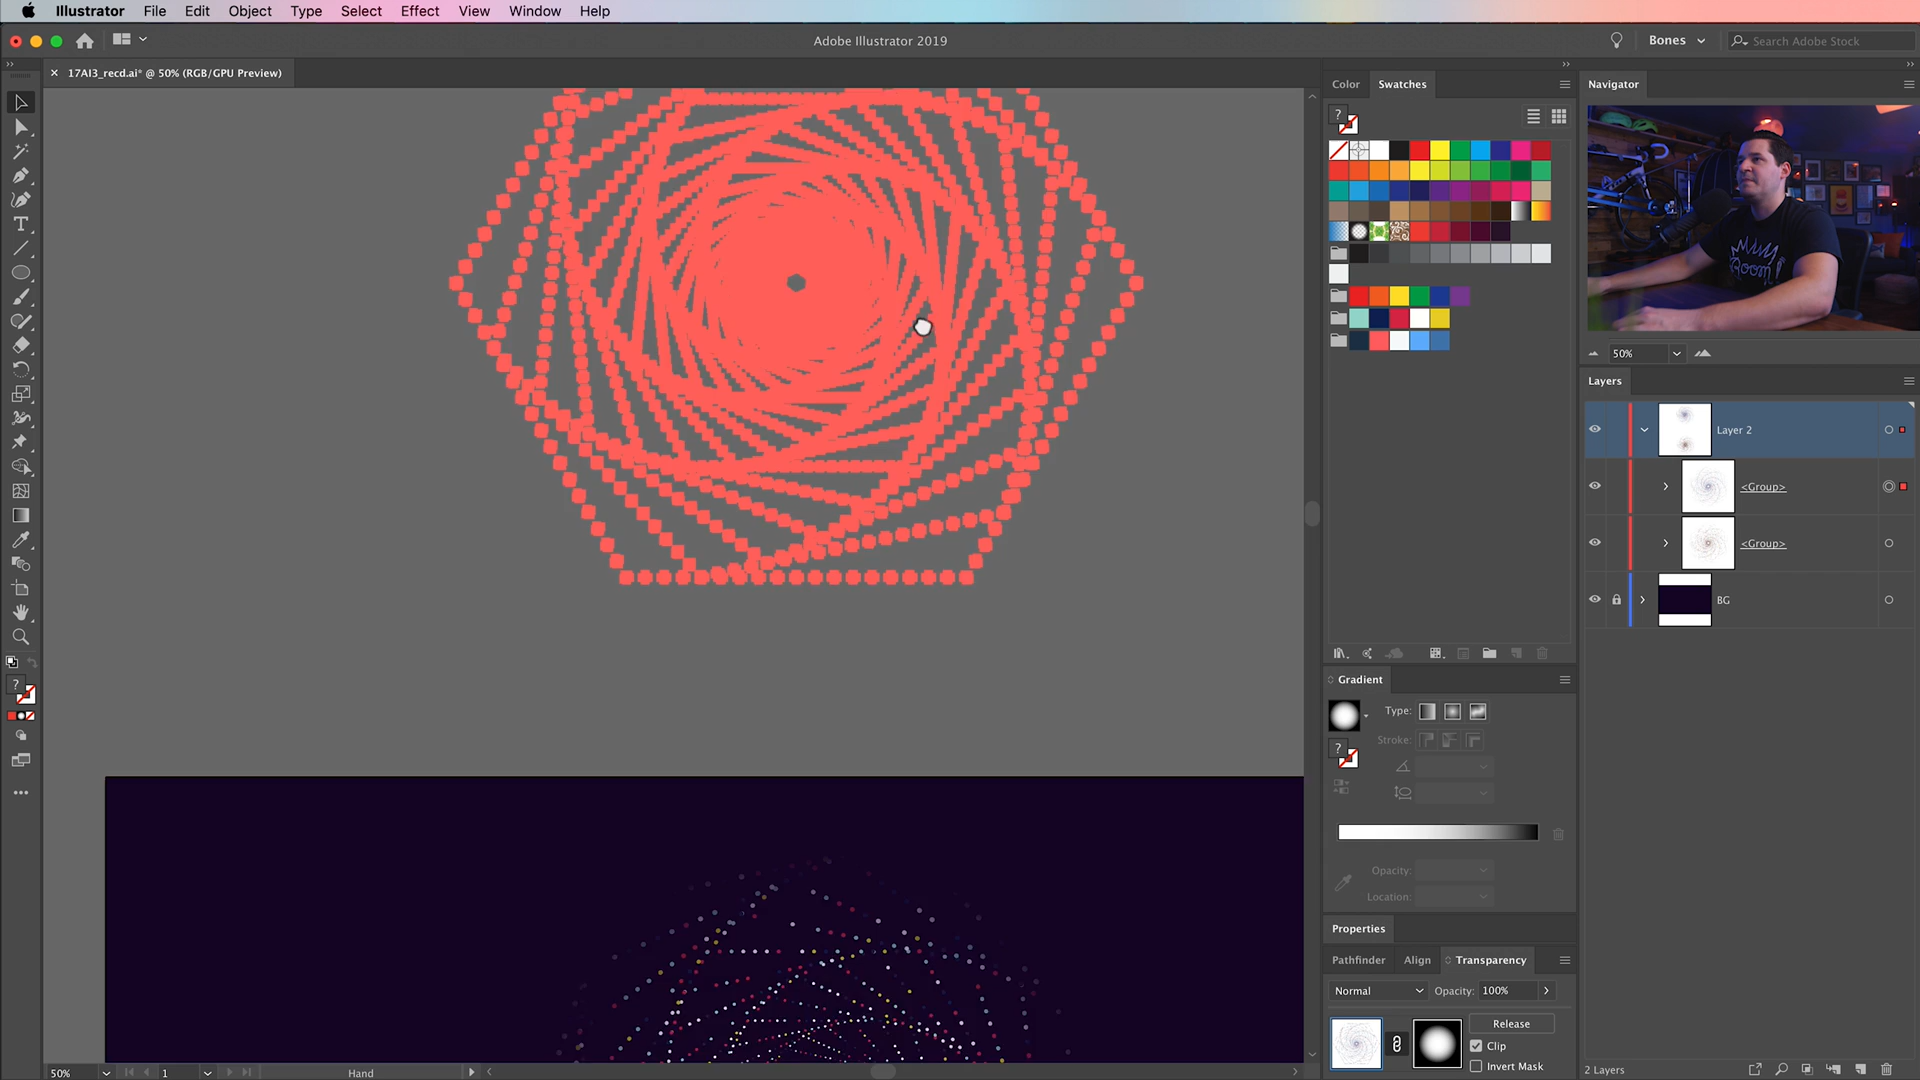 Illustrator File Edit Object Type Select Effect View Window Help
Adobe Illustrator 2019
Bones
Search Adobe Stock
17AI3_recd.ai* @ 50% (RGB/GPU Preview)
Color Swatches
Navigator
50%
Layers
Layer 2
<Group>
<Group>
BG
Gradient
Type:
Stroke:
Opacity:
Location:
Properties
Pathfinder Align Transparency
Normal Opacity: 100%
Release
Clip
Invert Mask
50% 1 Hand
2 Layers